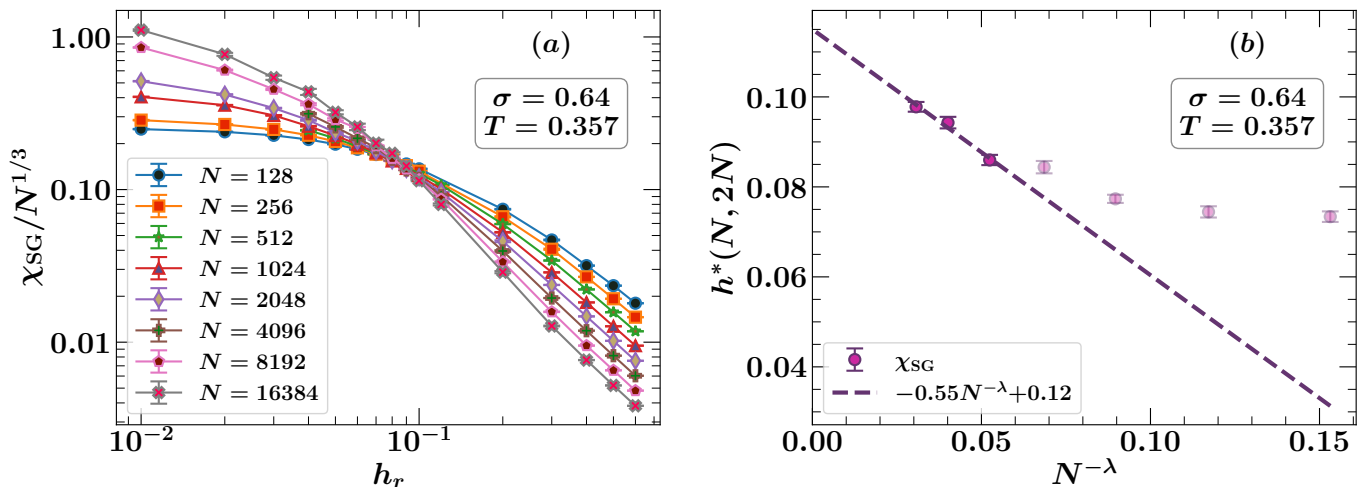 (a)
σ = 0.64
T = 0.357
χSG/N^{1/3}
1.00
0.10
0.01
N = 128
N = 256
N = 512
N = 1024
N = 2048
N = 4096
N = 8192
N = 16384
10^{−2}
10^{−1}
h_r
(b)
σ = 0.64
T = 0.357
h*(N, 2N)
0.10
0.08
0.06
0.04
χSG
−0.55N^{−λ}+0.12
0.00
0.05
0.10
0.15
N^{−λ}